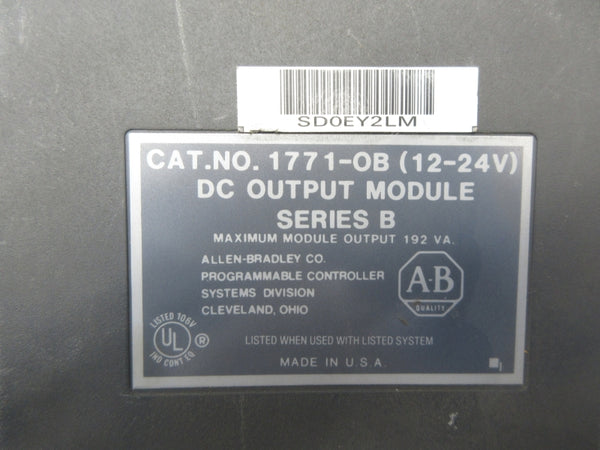 SD0EY2LM
CAT.NO. 1771-OB (12-24V)
DC OUTPUT MODULE
SERIES B
MAXIMUM MODULE OUTPUT 192 VA.
ALLEN-BRADLEY CO.
PROGRAMMABLE CONTROLLER
SYSTEMS DIVISION
CLEVELAND, OHIO
A·B
QUALITY
LISTED 106V
UL ®
IND CONT EQ
LISTED WHEN USED WITH LISTED SYSTEM
MADE IN U.S.A.